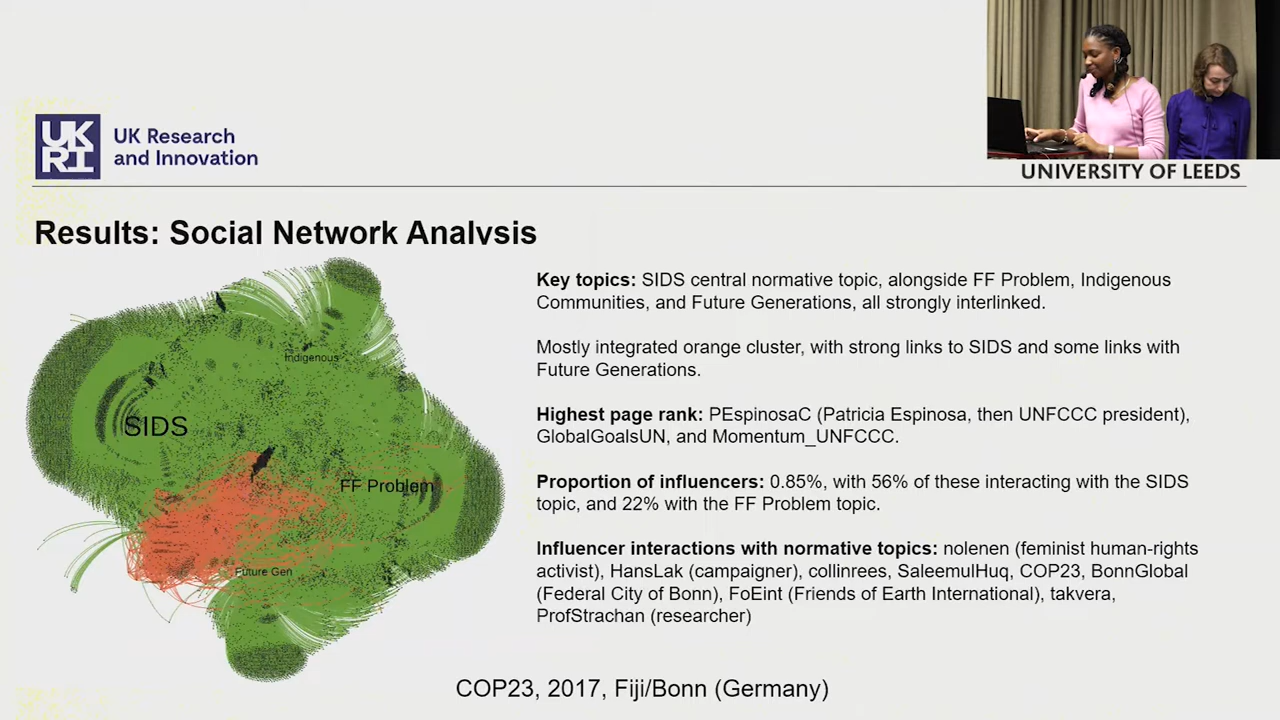 UK
RI
UK Research
and Innovation
UNIVERSITY OF LEEDS
Results: Social Network Analysis
Indigenous
SIDS
FF Problem
Future Gen
Key topics: SIDS central normative topic, alongside FF Problem, Indigenous
Communities, and Future Generations, all strongly interlinked.
Mostly integrated orange cluster, with strong links to SIDS and some links with
Future Generations.
Highest page rank: PEspinosaC (Patricia Espinosa, then UNFCCC president),
GlobalGoalsUN, and Momentum_UNFCCC.
Proportion of influencers: 0.85%, with 56% of these interacting with the SIDS
topic, and 22% with the FF Problem topic.
Influencer interactions with normative topics: nolenen (feminist human-rights
activist), HansLak (campaigner), collinrees, SaleemulHuq, COP23, BonnGlobal
(Federal City of Bonn), FoEint (Friends of Earth International), takvera,
ProfStrachan (researcher)
COP23, 2017, Fiji/Bonn (Germany)